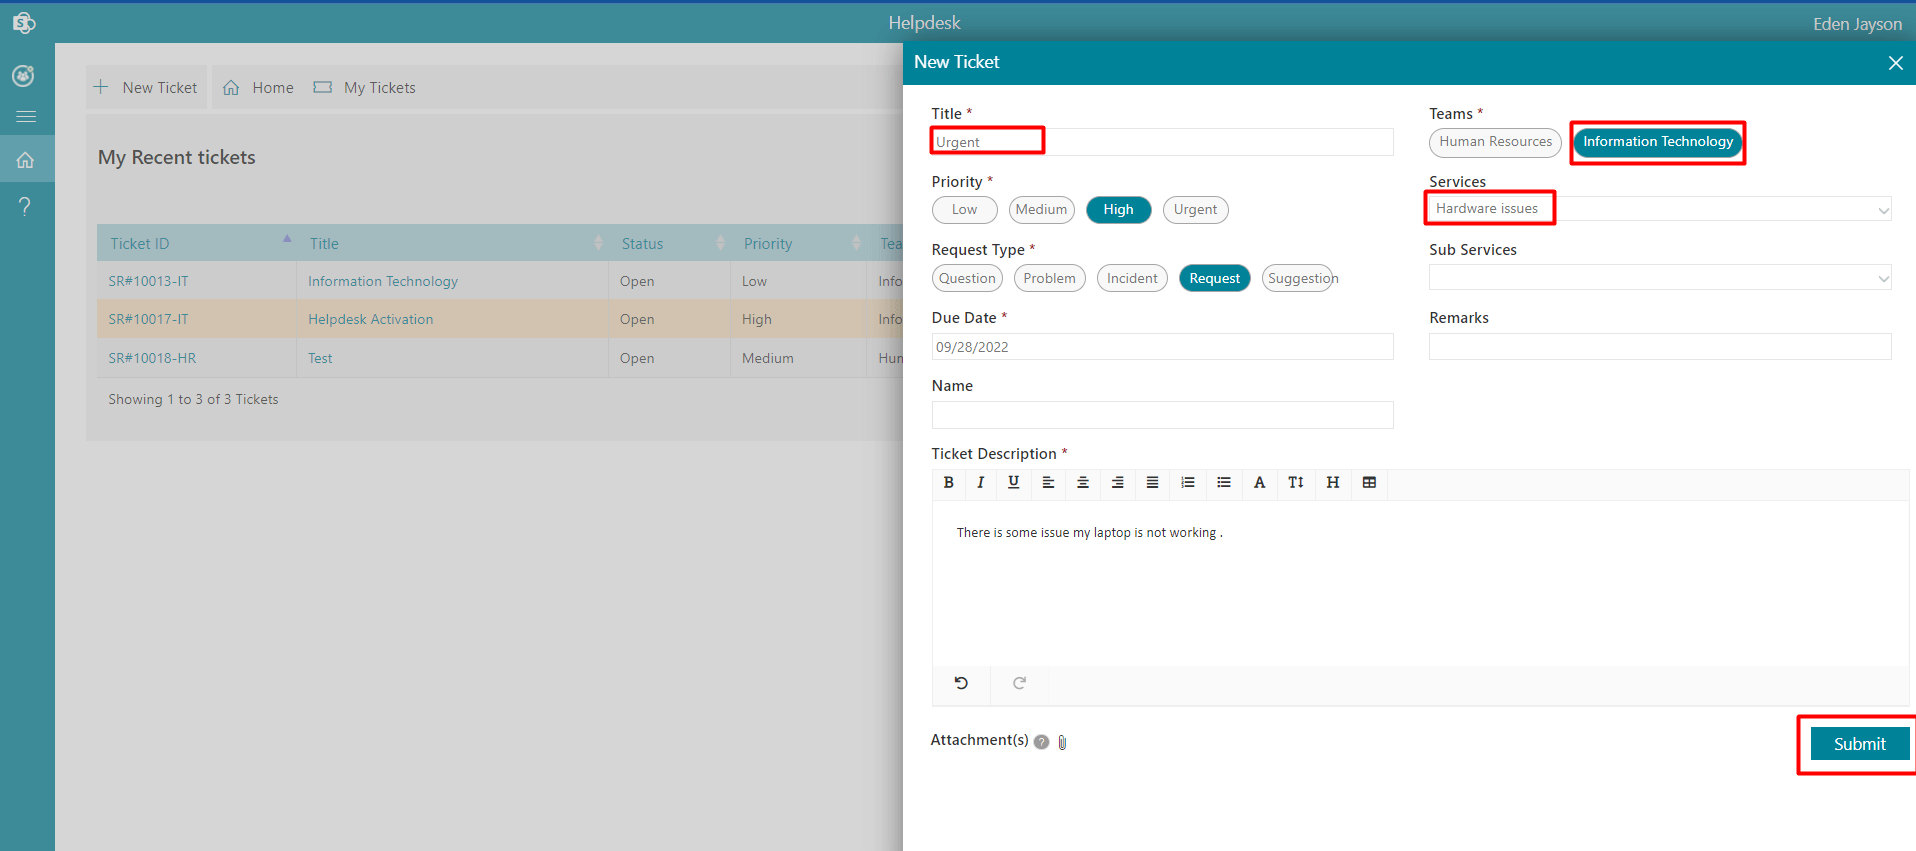 Helpdesk
Eden Jayson
New Ticket
Home
My Tickets
My Recent tickets
Ticket ID Title Status Priority Tea
SR#10013-IT Information Technology Open Low Info
SR#10017-IT Helpdesk Activation Open High Info
SR#10018-HR Test Open Medium Hum
Showing 1 to 3 of 3 Tickets
New Ticket
Title *
Urgent
Teams *
Human Resources Information Technology
Priority *
Low Medium High Urgent
Services
Hardware issues
Request Type *
Question Problem Incident Request Suggestion
Sub Services
Due Date *
09/28/2022
Remarks
Name
Ticket Description *
B I U A T H
There is some issue my laptop is not working .
Attachment(s) ?
Submit